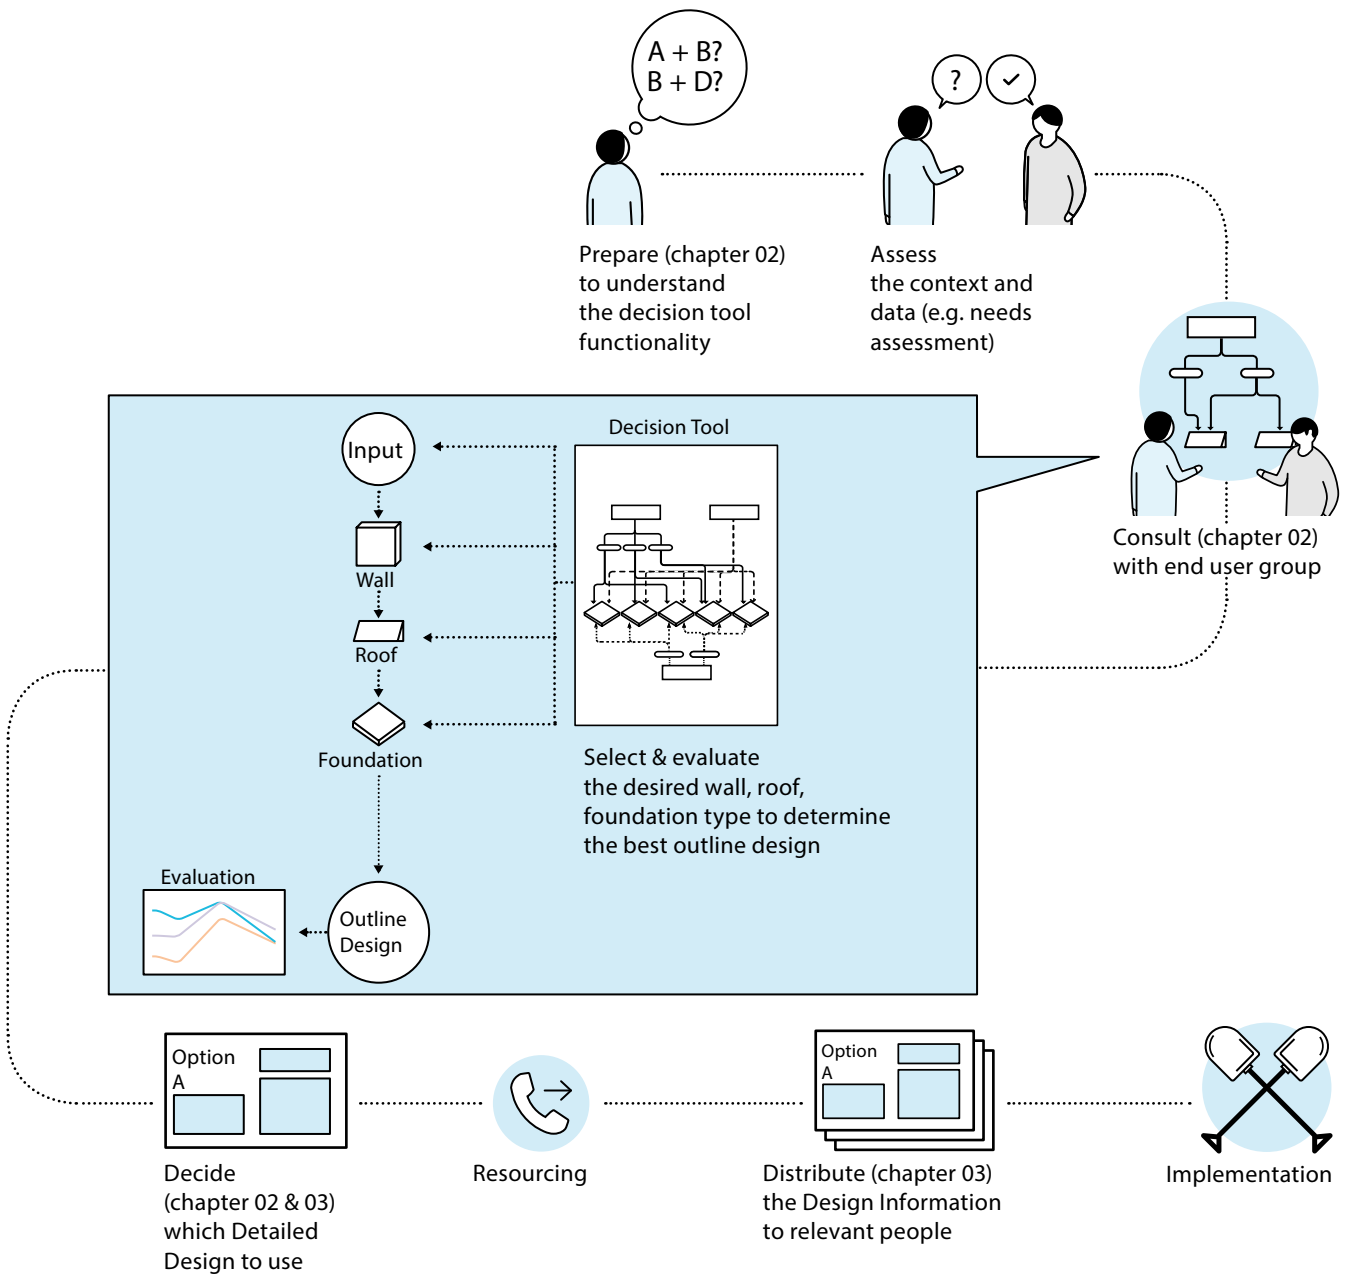 A + B?
B + D?
?
Prepare (chapter 02)
to understand
the decision tool
functionality
Assess
the context and
data (e.g. needs
assessment)
Consult (chapter 02)
with end user group
Input
Wall
Roof
Foundation
Outline
Design
Evaluation
Decision Tool
Select & evaluate
the desired wall, roof,
foundation type to determine
the best outline design
Option
A
Decide
(chapter 02 & 03)
which Detailed
Design to use
Resourcing
Option
A
Distribute (chapter 03)
the Design Information
to relevant people
Implementation